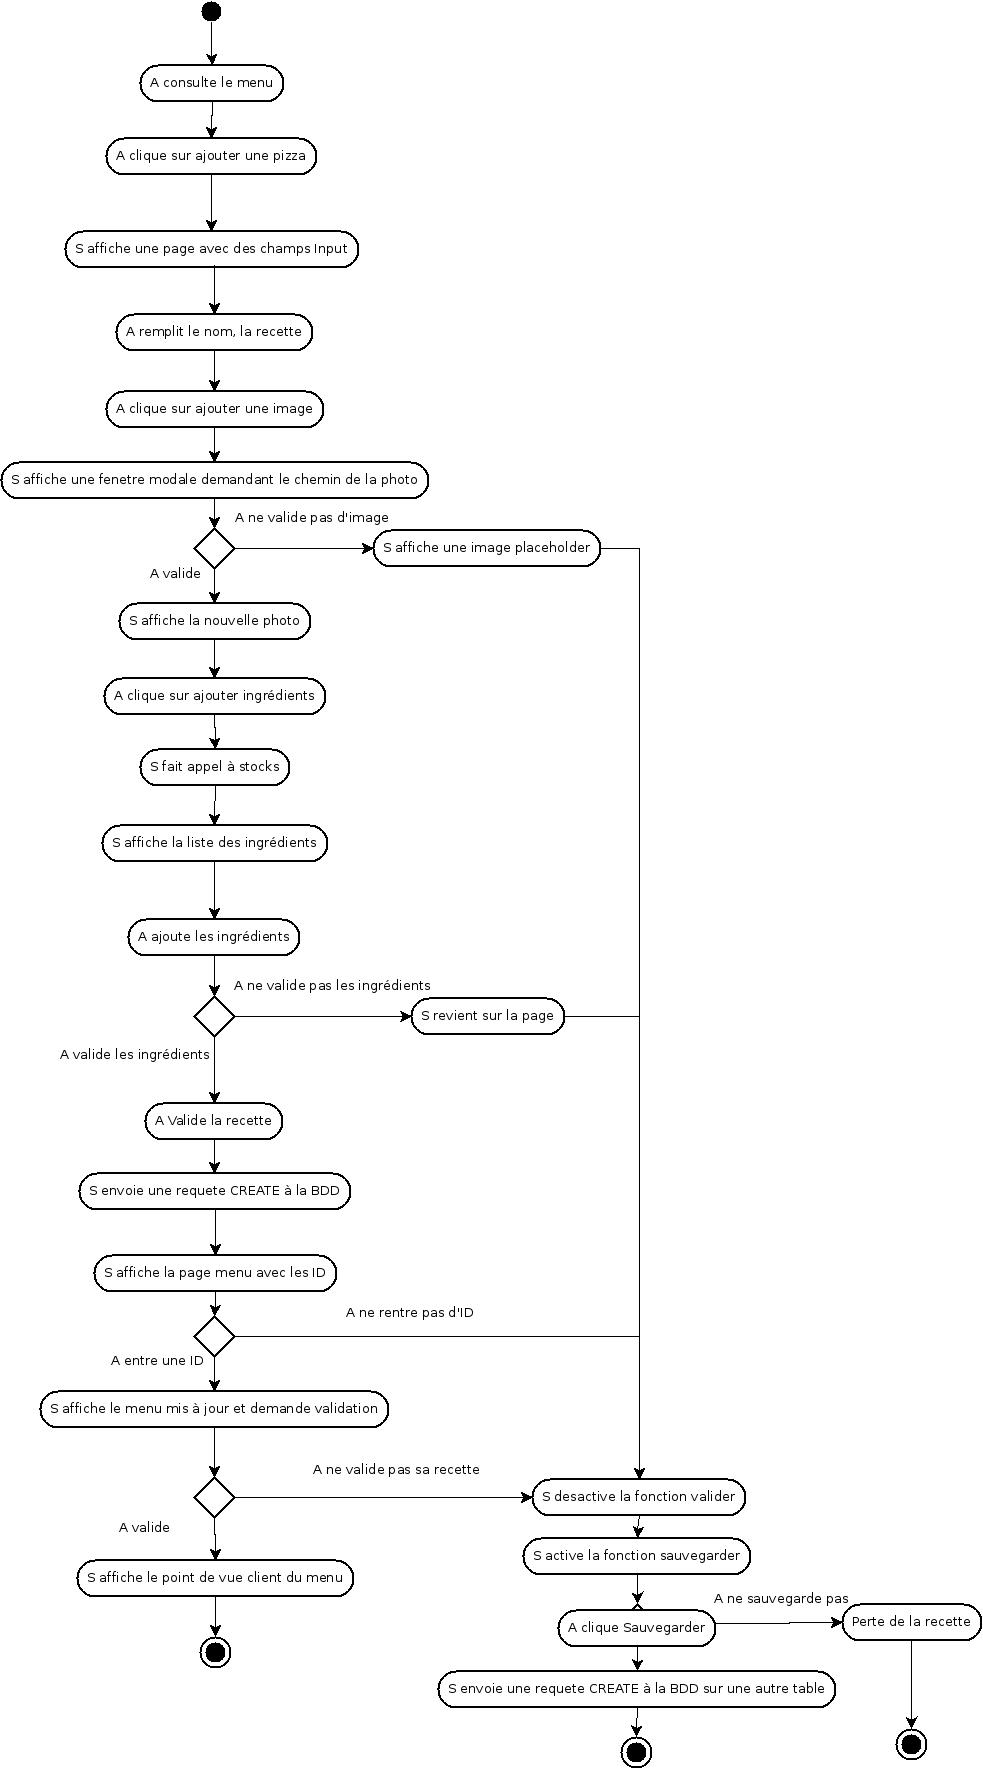 A consulte le menu
A clique sur ajouter une pizza
S affiche une page avec des champs Input
A remplit le nom, la recette
A clique sur ajouter une image
S affiche une fenetre modale demandant le chemin de la photo
A ne valide pas d'image
S affiche une image placeholder
A valide
S affiche la nouvelle photo
A clique sur ajouter ingrédients
S fait appel à stocks
S affiche la liste des ingrédients
A ajoute les ingrédients
A ne valide pas les ingrédients
S revient sur la page
A valide les ingrédients
A Valide la recette
S envoie une requete CREATE à la BDD
S affiche la page menu avec les ID
A ne rentre pas d'ID
A entre une ID
S affiche le menu mis à jour et demande validation
A ne valide pas sa recette
S desactive la fonction valider
A valide
S active la fonction sauvegarder
S affiche le point de vue client du menu
A ne sauvegarde pas
Perte de la recette
A clique Sauvegarder
S envoie une requete CREATE à la BDD sur une autre table